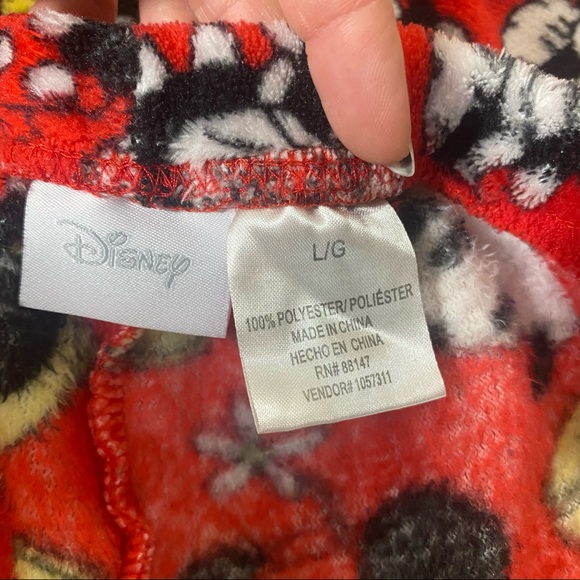 Disney
L/G
100% POLYESTER/ POLIÉSTER
MADE IN CHINA
HECHO EN CHINA
RN# 88147
VENDOR# 1057311